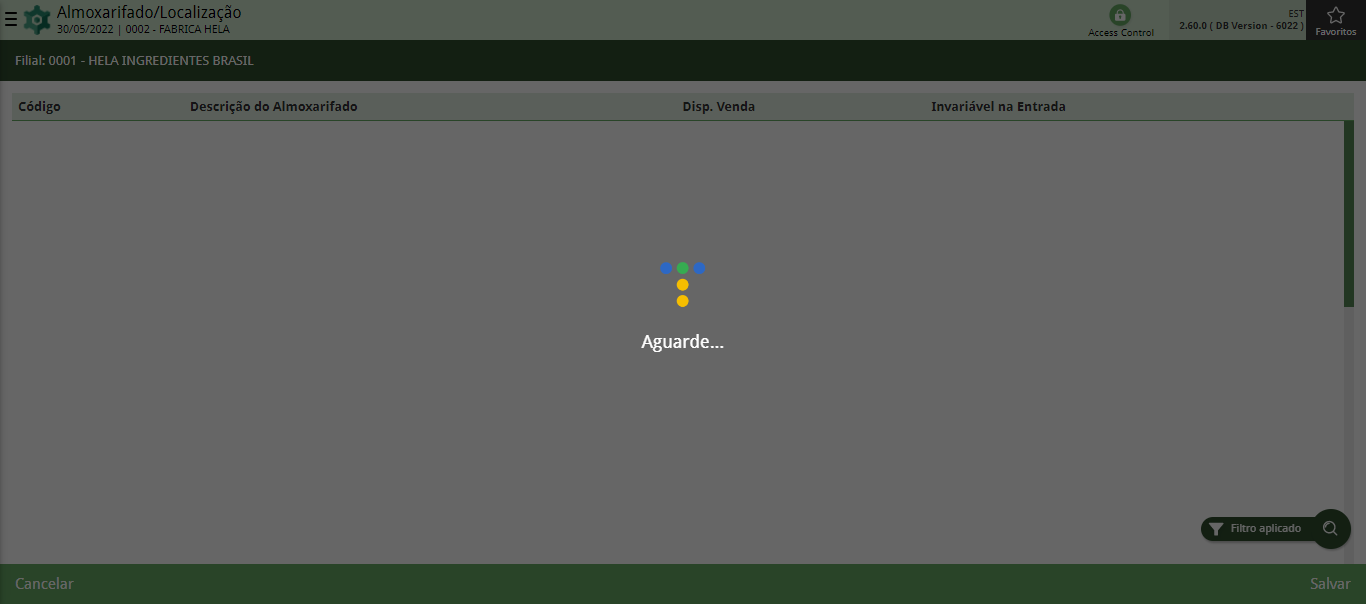 Almoxarifado/Localização
30/05/2022 | 0002 - FABRICA HELA
Access Control
EST
2.60.0 ( DB Version - 6022 )
Favoritos
Filial: 0001 - HELA INGREDIENTES BRASIL
Código Descrição do Almoxarifado Disp. Venda Invariável na Entrada
Aguarde...
Filtro aplicado
Cancelar Salvar